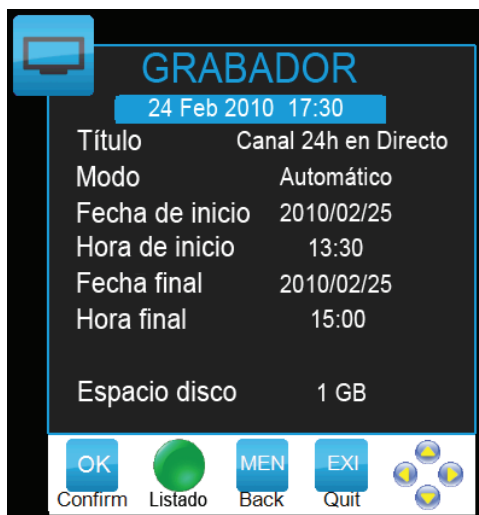 GRABADOR
24 Feb 2010 17:30
Título Canal 24h en Directo
Modo Automático
Fecha de inicio 2010/02/25
Hora de inicio 13:30
Fecha final 2010/02/25
Hora final 15:00
Espacio disco 1 GB
OK MEN EXI
Confirm Listado Back Quit